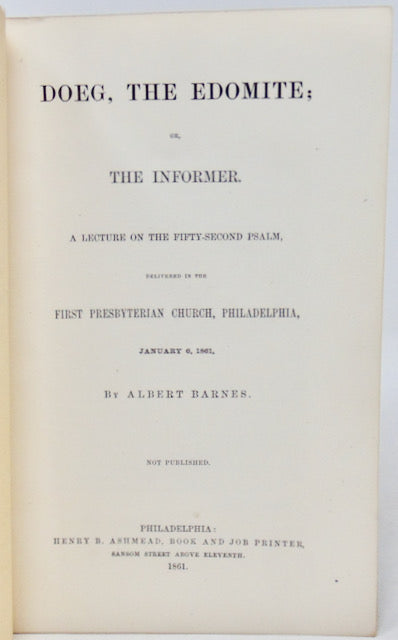 DOEG, THE EDOMITE;
OR,
THE INFORMER.
A LECTURE ON THE FIFTY-SECOND PSALM,
DELIVERED IN THE
FIRST PRESBYTERIAN CHURCH, PHILADELPHIA,
JANUARY 6, 1861,
BY ALBERT BARNES.
NOT PUBLISHED.
PHILADELPHIA:
HENRY B. ASHMEAD, BOOK AND JOB PRINTER,
SANSOM STREET ABOVE ELEVENTH.
1861.